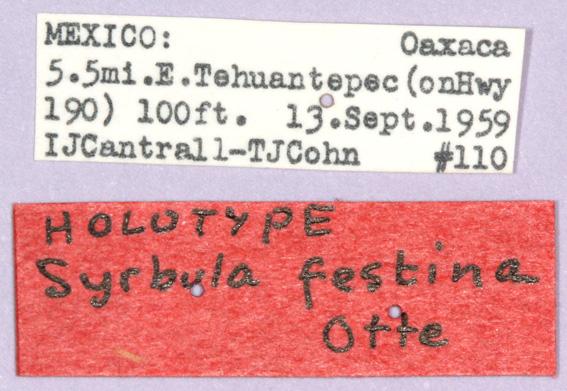 MEXICO: Oaxaca
5.5mi.E.Tehuantepec(onHwy
190) 100ft. 13.Sept.1959
IJCantrall-TJCohn #110
HOLOTYPE
Syrbula festina
Otte